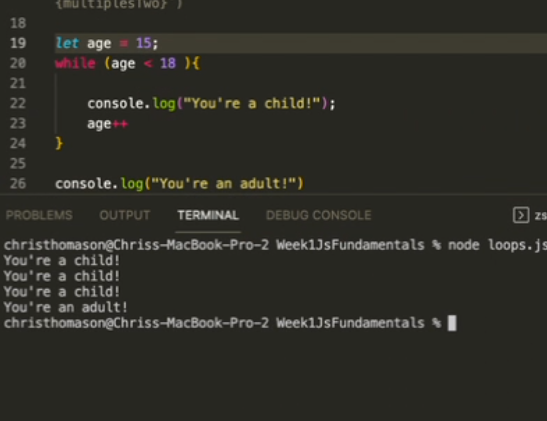 {multiplesTwo} )
18
19 let age = 15;
20 while (age < 18 ){
21
22 console.log("You're a child!");
23 age++
24 }
25
26 console.log("You're an adult!")
PROBLEMS OUTPUT TERMINAL DEBUG CONSOLE zs
christhomason@Chriss-MacBook-Pro-2 Week1JsFundamentals % node loops.js
You're a child!
You're a child!
You're a child!
You're an adult!
christhomason@Chriss-MacBook-Pro-2 Week1JsFundamentals %